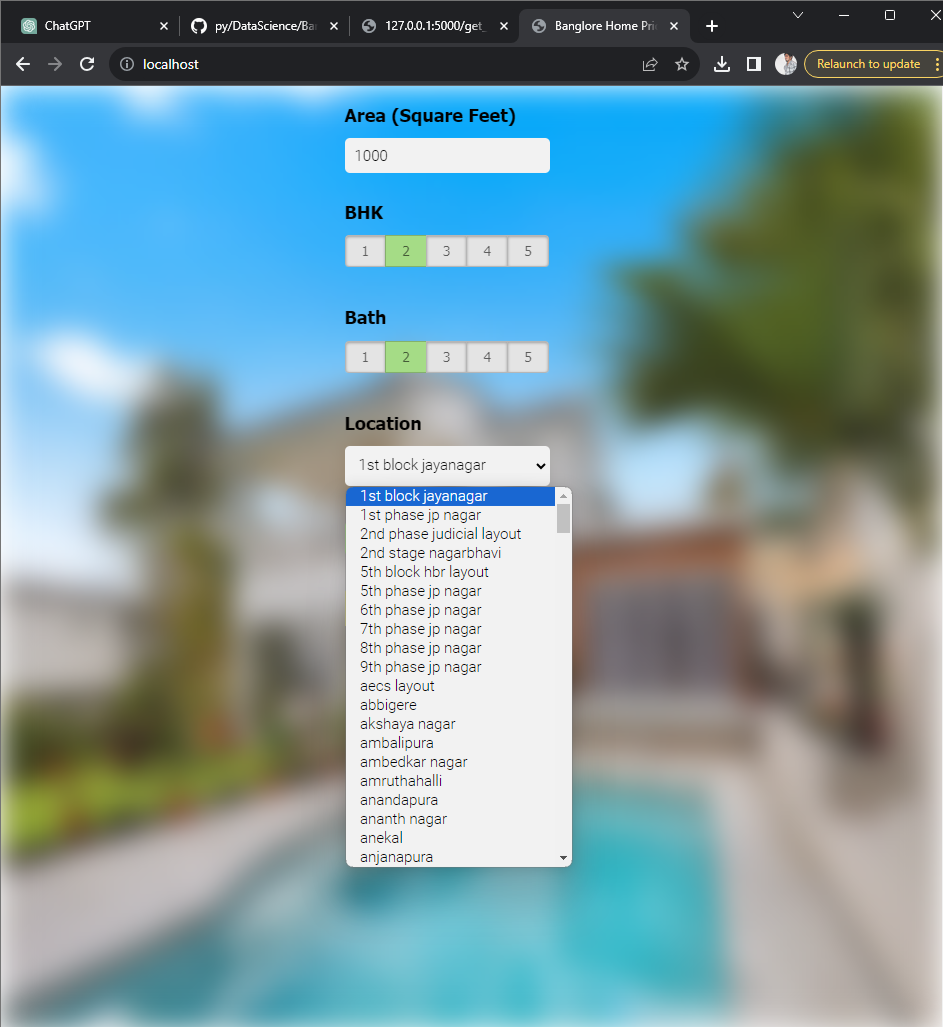 ChatGPT
py/DataScience/Ba
127.0.0.1:5000/get_
Banglore Home Pri
localhost
Relaunch to update
Area (Square Feet)
1000
BHK
1 2 3 4 5
Bath
1 2 3 4 5
Location
1st block jayanagar
1st block jayanagar
1st phase jp nagar
2nd phase judicial layout
2nd stage nagarbhavi
5th block hbr layout
5th phase jp nagar
6th phase jp nagar
7th phase jp nagar
8th phase jp nagar
9th phase jp nagar
aecs layout
abbigere
akshaya nagar
ambalipura
ambedkar nagar
amruthahalli
anandapura
ananth nagar
anekal
anjanapura